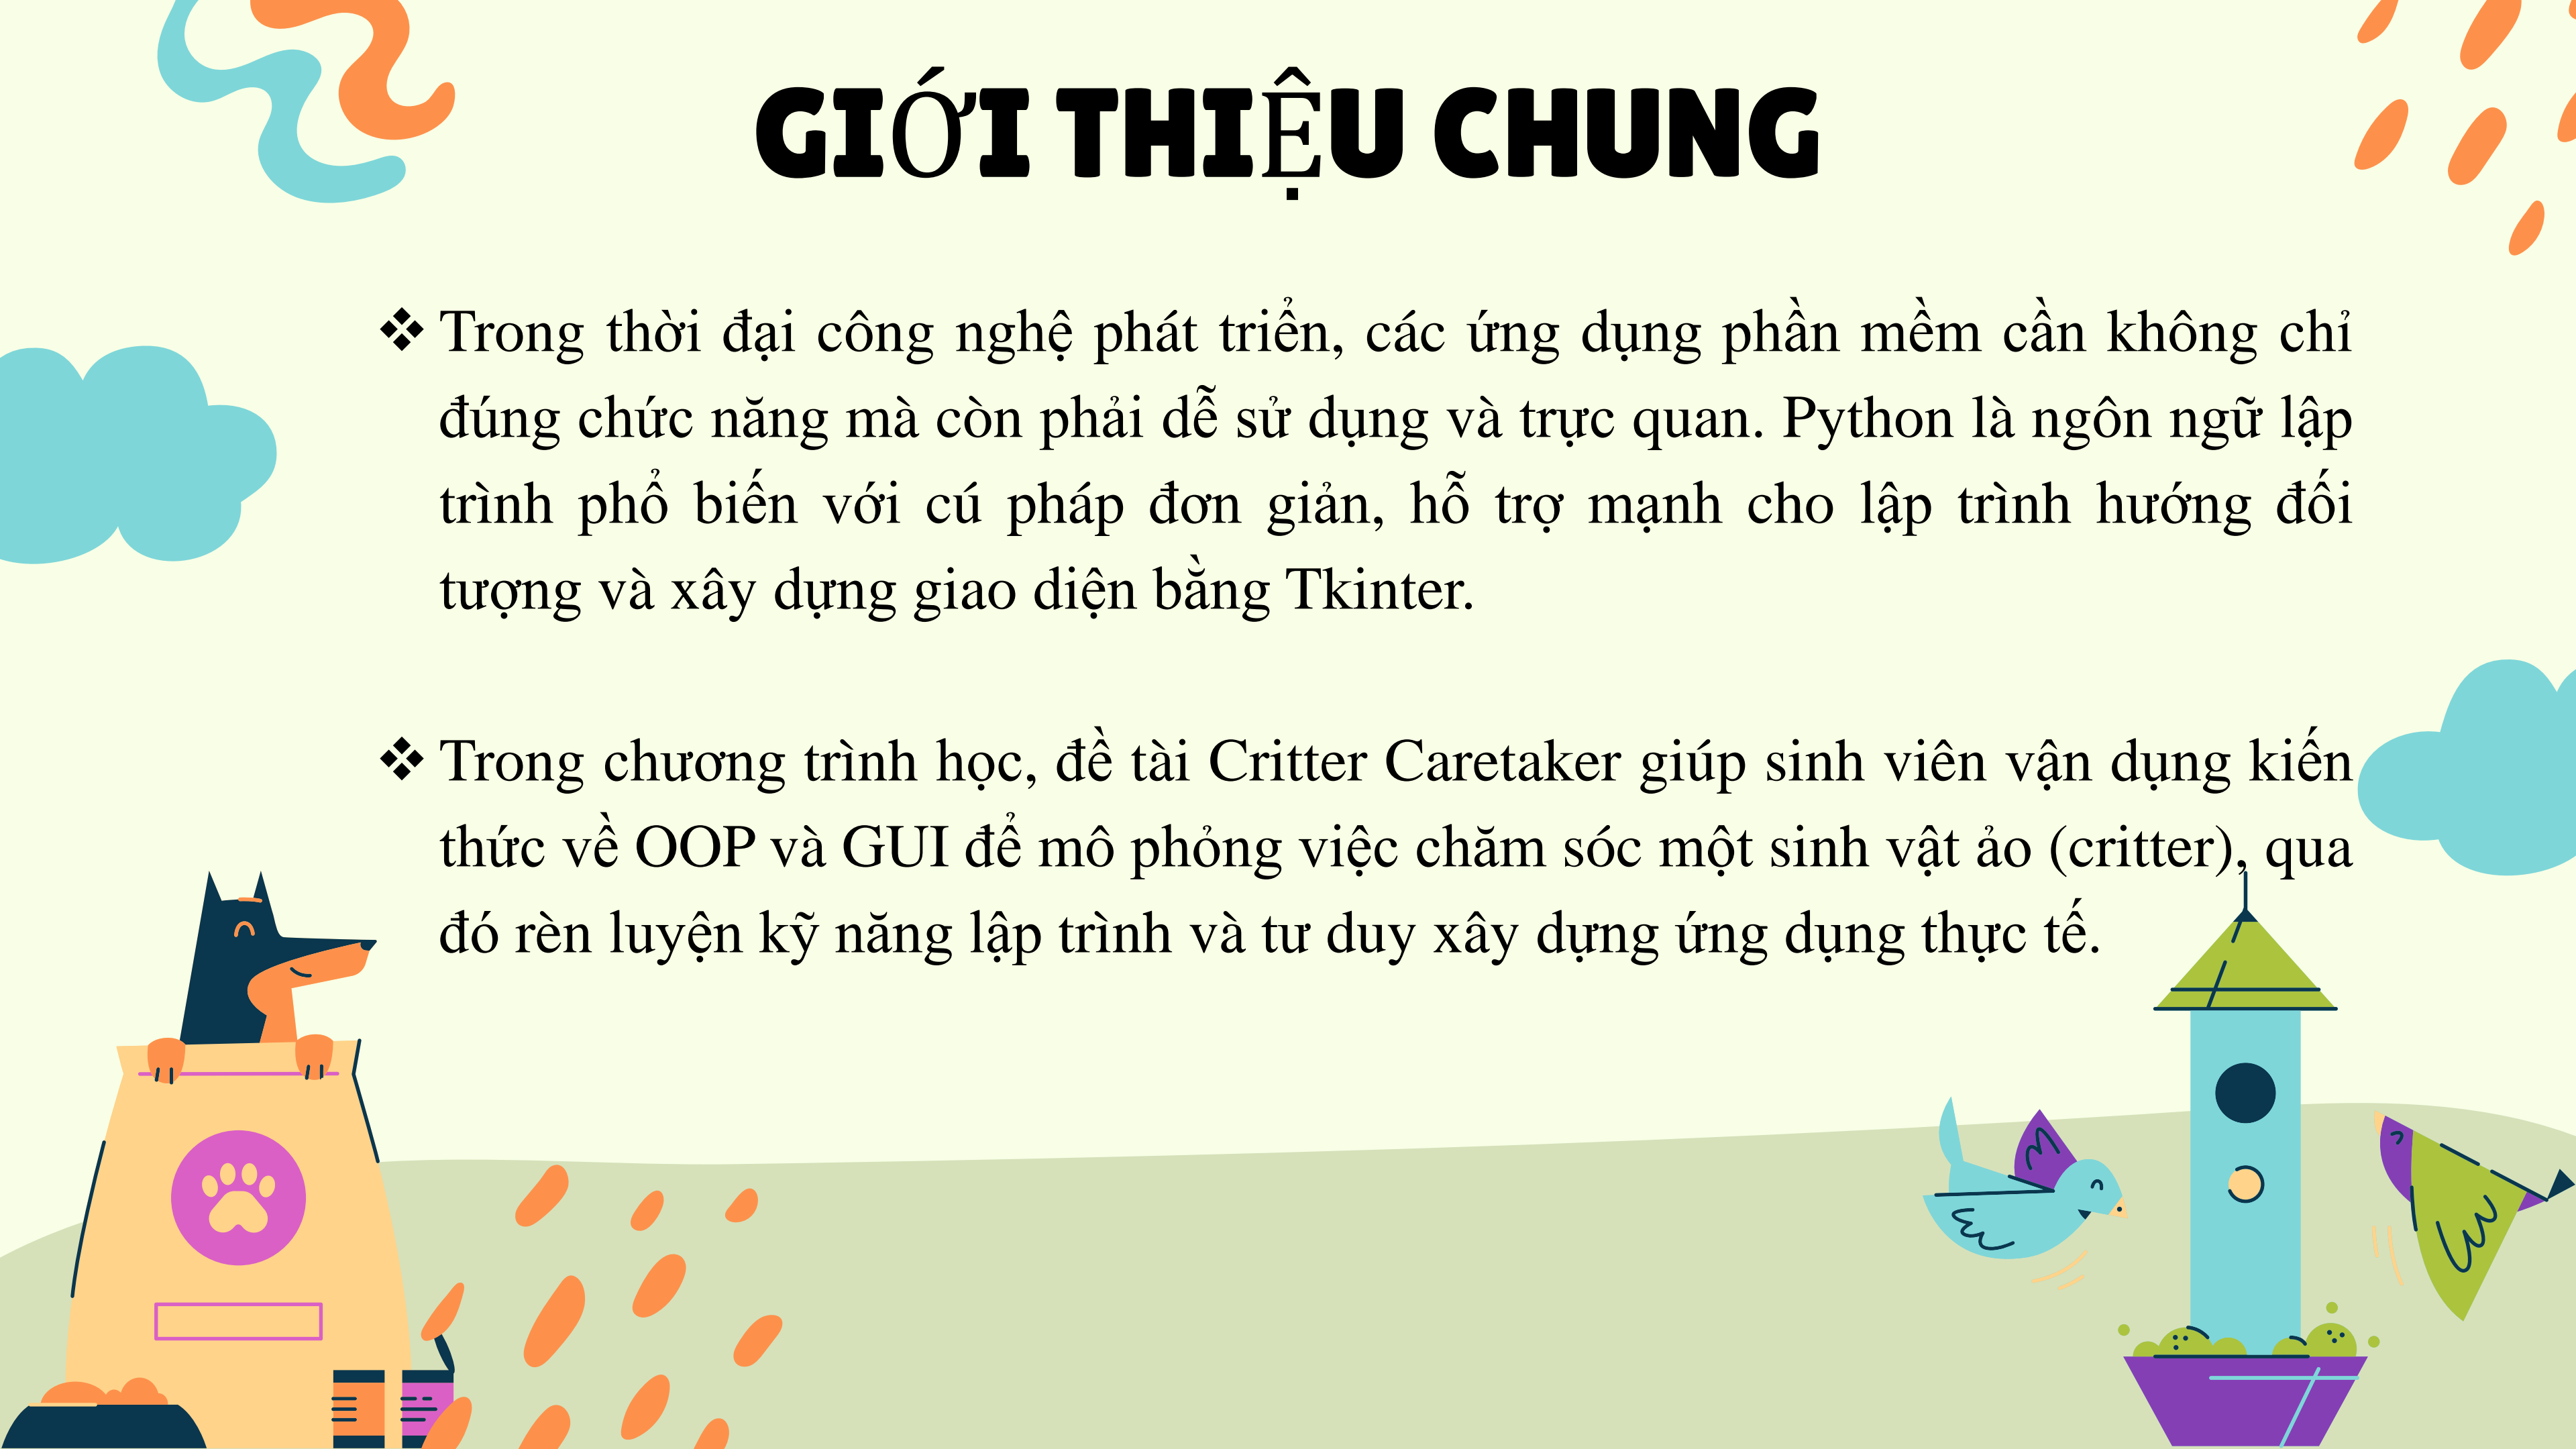 GIỚI THIỆU CHUNG
❖ Trong thời đại công nghệ phát triển, các ứng dụng phần mềm cần không chỉ
đúng chức năng mà còn phải dễ sử dụng và trực quan. Python là ngôn ngữ lập
trình phổ biến với cú pháp đơn giản, hỗ trợ mạnh cho lập trình hướng đối
tượng và xây dựng giao diện bằng Tkinter.
❖ Trong chương trình học, đề tài Critter Caretaker giúp sinh viên vận dụng kiến
thức về OOP và GUI để mô phỏng việc chăm sóc một sinh vật ảo (critter), qua
đó rèn luyện kỹ năng lập trình và tư duy xây dựng ứng dụng thực tế.